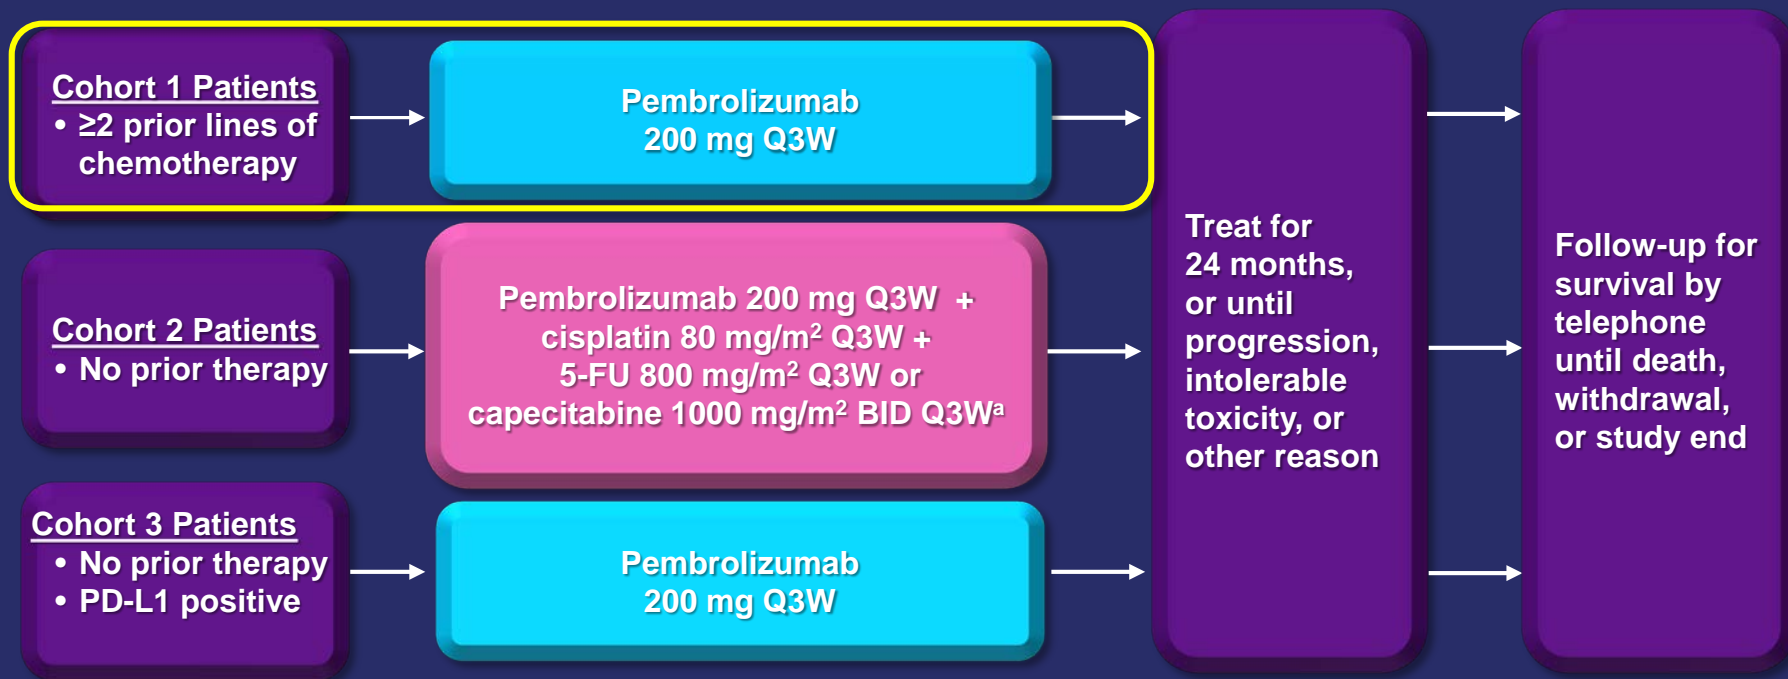 Cohort 1 Patients
• ≥2 prior lines of
chemotherapy
Pembrolizumab
200 mg Q3W
Cohort 2 Patients
• No prior therapy
Pembrolizumab 200 mg Q3W +
cisplatin 80 mg/m² Q3W +
5-FU 800 mg/m² Q3W or
capecitabine 1000 mg/m² BID Q3Wᵃ
Cohort 3 Patients
• No prior therapy
• PD-L1 positive
Pembrolizumab
200 mg Q3W
Treat for
24 months,
or until
progression,
intolerable
toxicity, or
other reason
Follow-up for
survival by
telephone
until death,
withdrawal,
or study end